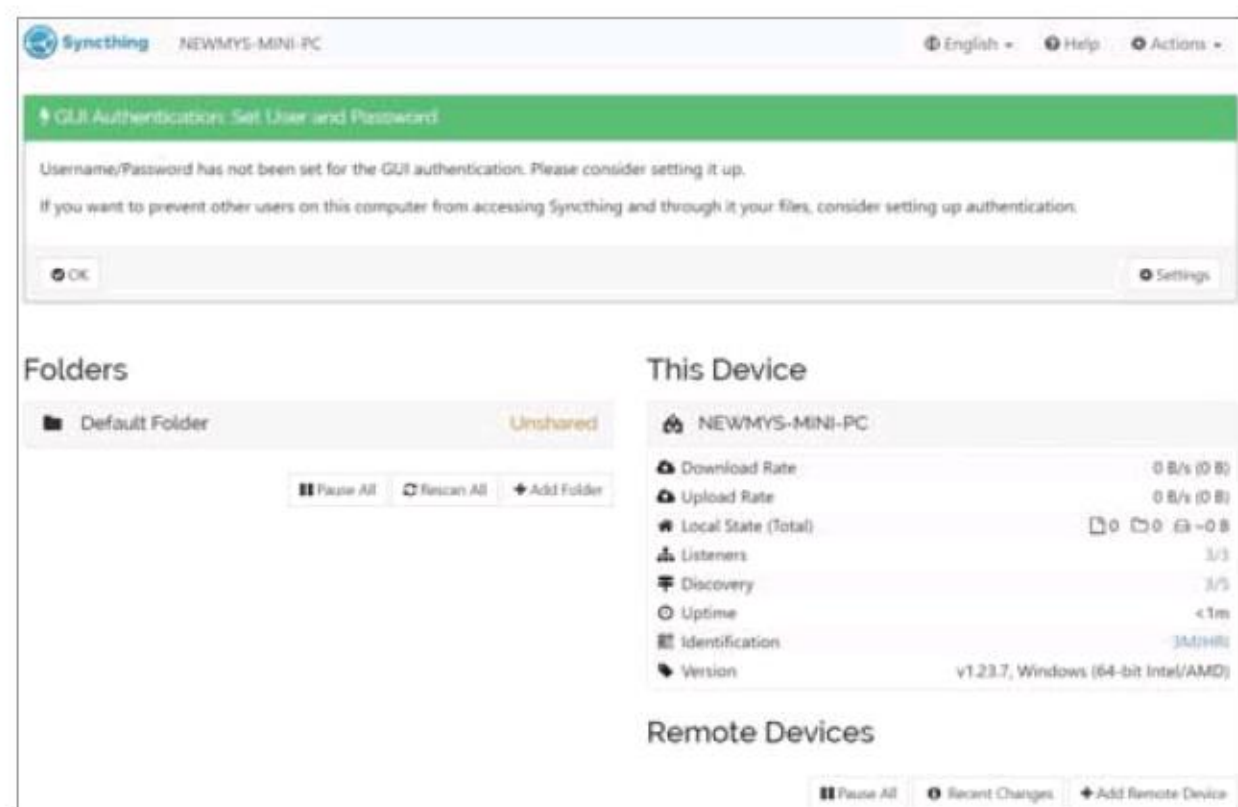 Syncthing NEWMYS-MINI-PC English Help Actions
GUI Authentication: Set User and Password
Username/Password has not been set for the GUI authentication. Please consider setting it up.
If you want to prevent other users on this computer from accessing Syncthing and through it your files, consider setting up authentication.
OK Settings
Folders
Default Folder Unshared
Pause All Rescan All Add Folder
This Device
NEWMYS-MINI-PC
Download Rate 0 B/s (0 B)
Upload Rate 0 B/s (0 B)
Local State (Total) 0 0 ~0 B
Listeners 3/3
Discovery 3/5
Uptime <1m
Identification
Version v1.23.7, Windows (64-bit Intel/AMD)
Remote Devices
Pause All Recent Changes Add Remote Device